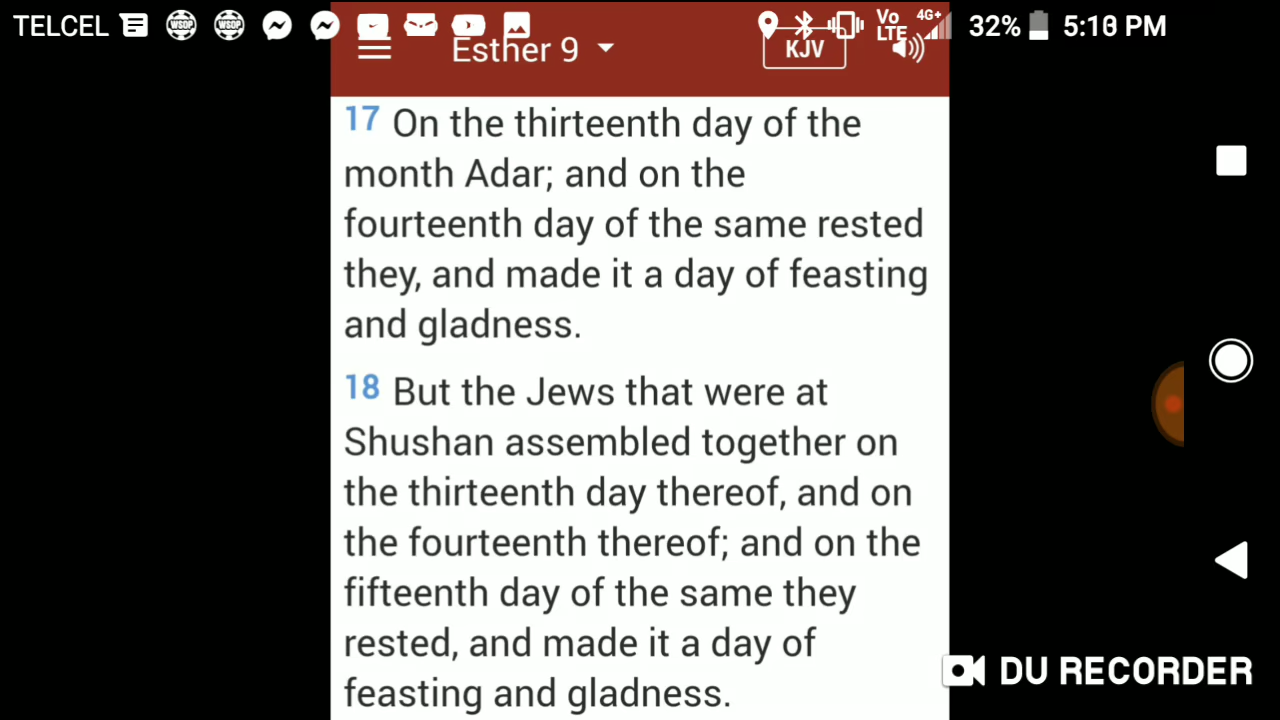 TELCEL WSOP WSOP Vo LTE 4G+ 32% 5:18 PM
Esther 9 KJV
17 On the thirteenth day of the
month Adar; and on the
fourteenth day of the same rested
they, and made it a day of feasting
and gladness.
18 But the Jews that were at
Shushan assembled together on
the thirteenth day thereof, and on
the fourteenth thereof; and on the
fifteenth day of the same they
rested, and made it a day of
feasting and gladness.
DU RECORDER